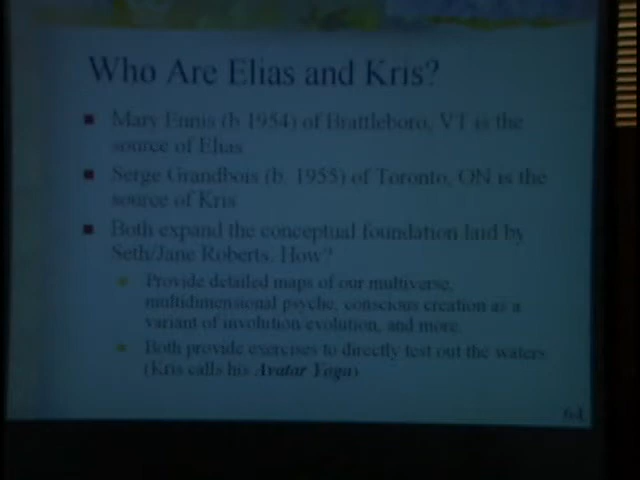 Who Are Elias and Kris?
Mary Ennis (b 1954) of Brattleboro, VT is the
source of Elias
Serge Grandbois (b. 1955) of Toronto, ON is the
source of Kris
Both expand the conceptual foundation laid by
Seth/Jane Roberts. How?
Provide detailed maps of our multiverse,
multidimensional psyche, conscious creation as a
variant of involution evolution, and more
Both provide exercises to directly test out the waters
(Kris calls his Avatar Yoga)
64